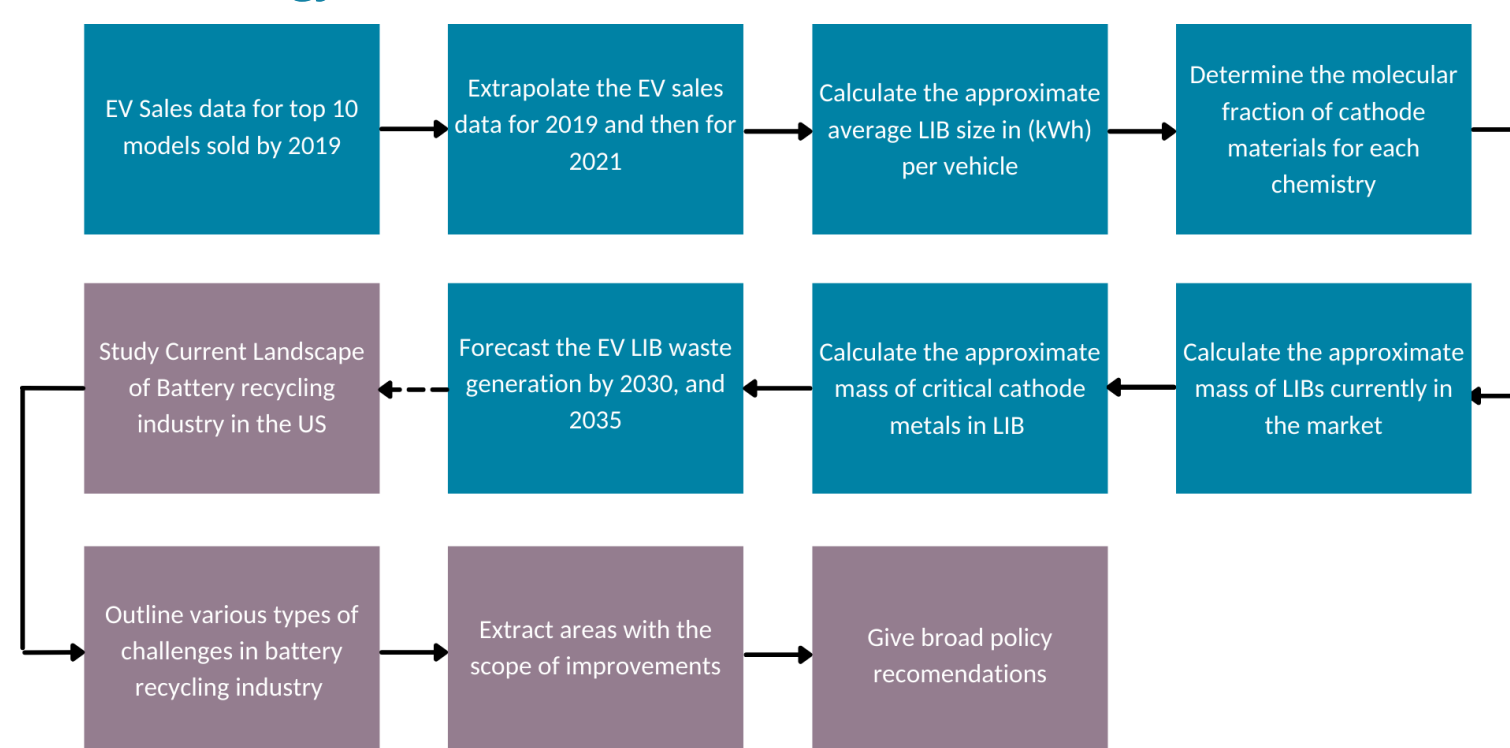 EV Sales data for top 10
models sold by 2019
Extrapolate the EV sales
data for 2019 and then for
2021
Calculate the approximate
average LIB size in (kWh)
per vehicle
Determine the molecular
fraction of cathode
materials for each
chemistry
Study Current Landscape
of Battery recycling
industry in the US
Forecast the EV LIB waste
generation by 2030, and
2035
Calculate the approximate
mass of critical cathode
metals in LIB
Calculate the approximate
mass of LIBs currently in
the market
Outline various types of
challenges in battery
recycling industry
Extract areas with the
scope of improvements
Give broad policy
recomendations